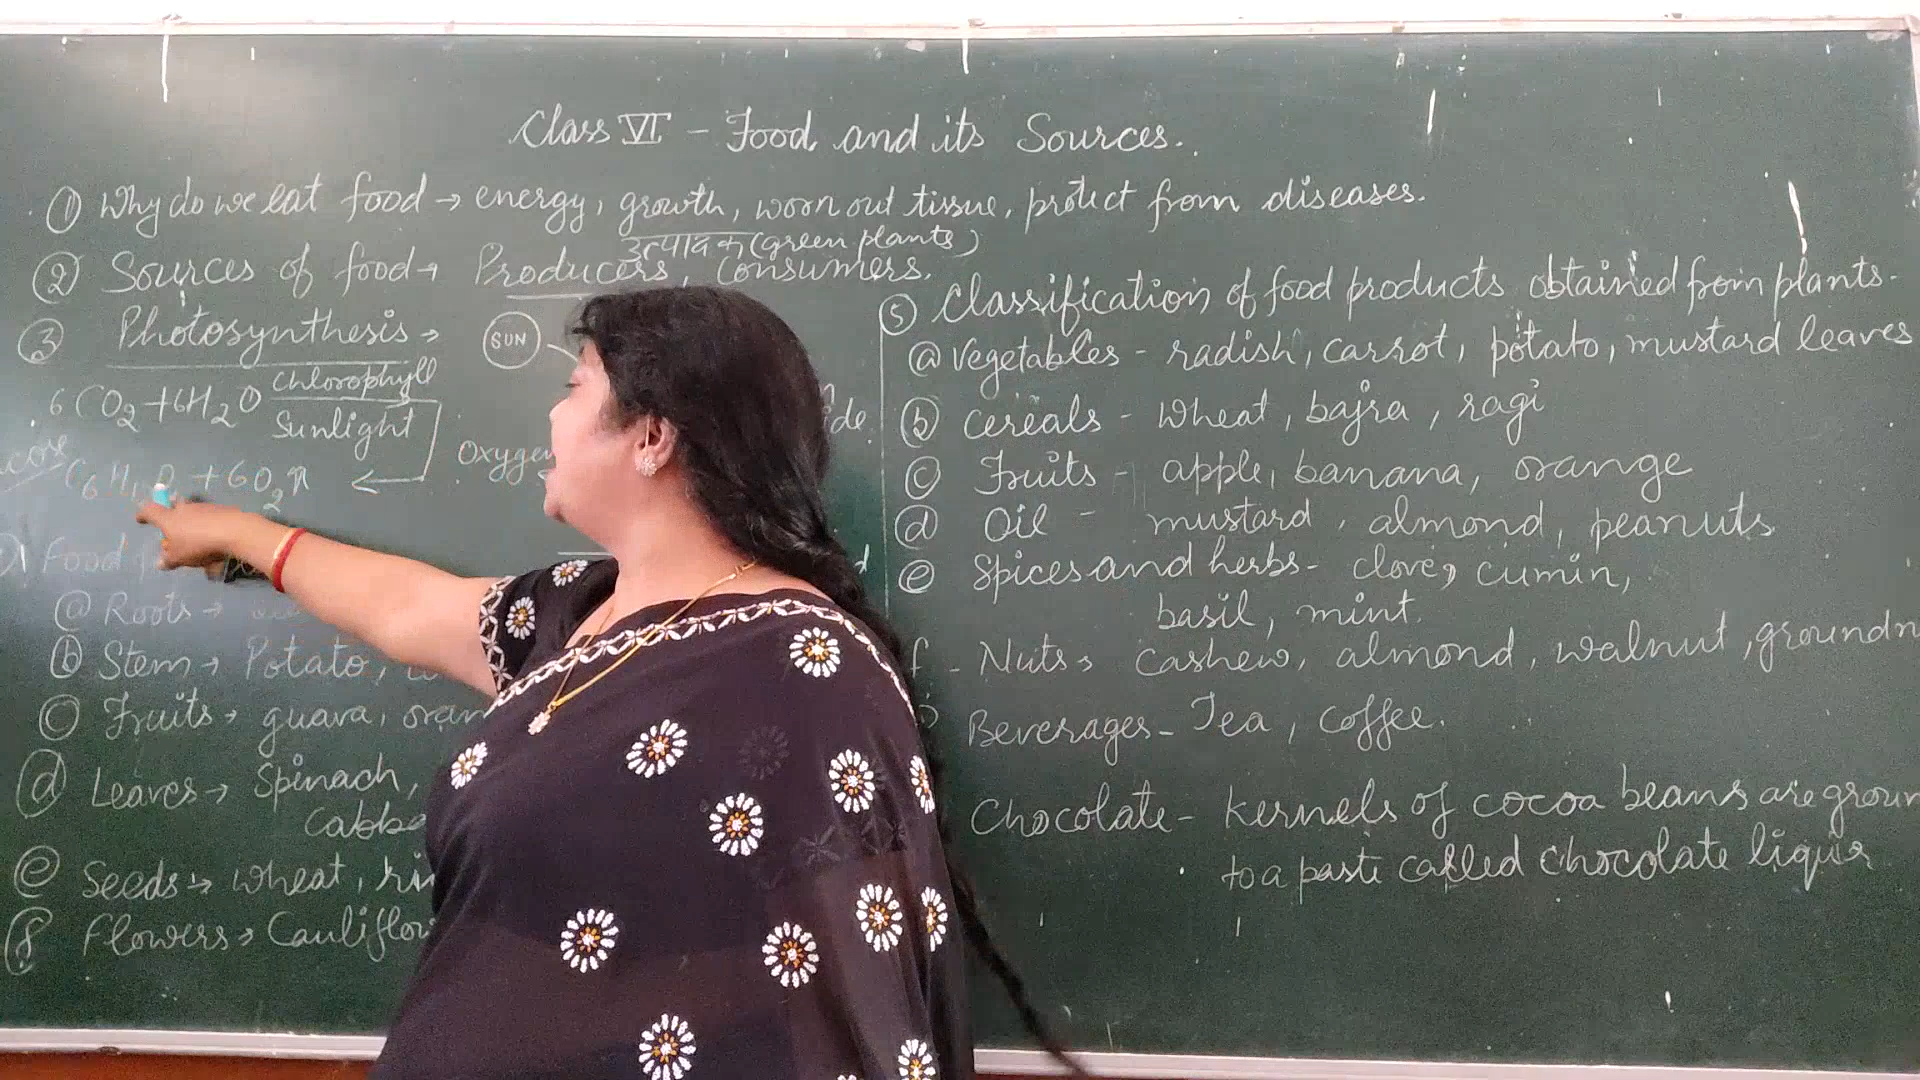 Class VI - Food and its Sources.
① Why do we eat food → energy, growth, worn out tissue, protect from diseases.
उत्पादक (green plants)
② Sources of food → Producers, Consumers.
③ Photosynthesis →
SUN
6CO2 + 6H2O Chlorophyll
Sunlight
Oxygen
+ 6O2 ↑ ←
Food
ⓐ Roots →
ⓑ Stem → Potato,
ⓒ Fruits → guava,
ⓓ Leaves → Spinach,
ⓔ Seeds → wheat,
Flowers →
⑤ Classification of food products obtained from plants-
ⓐ Vegetables - radish, carrot, potato, mustard leaves
ⓑ Cereals - wheat, bajra, ragi
ⓒ Fruits - apple, banana, orange
ⓓ Oil - mustard, almond, peanuts
ⓔ Spices and herbs - clove, cumin,
basil, mint.
f - Nuts → cashew, almond, walnut,
Beverages - Tea, coffee.
Chocolate - kernels of cocoa beans are
to a paste called chocolate liquir